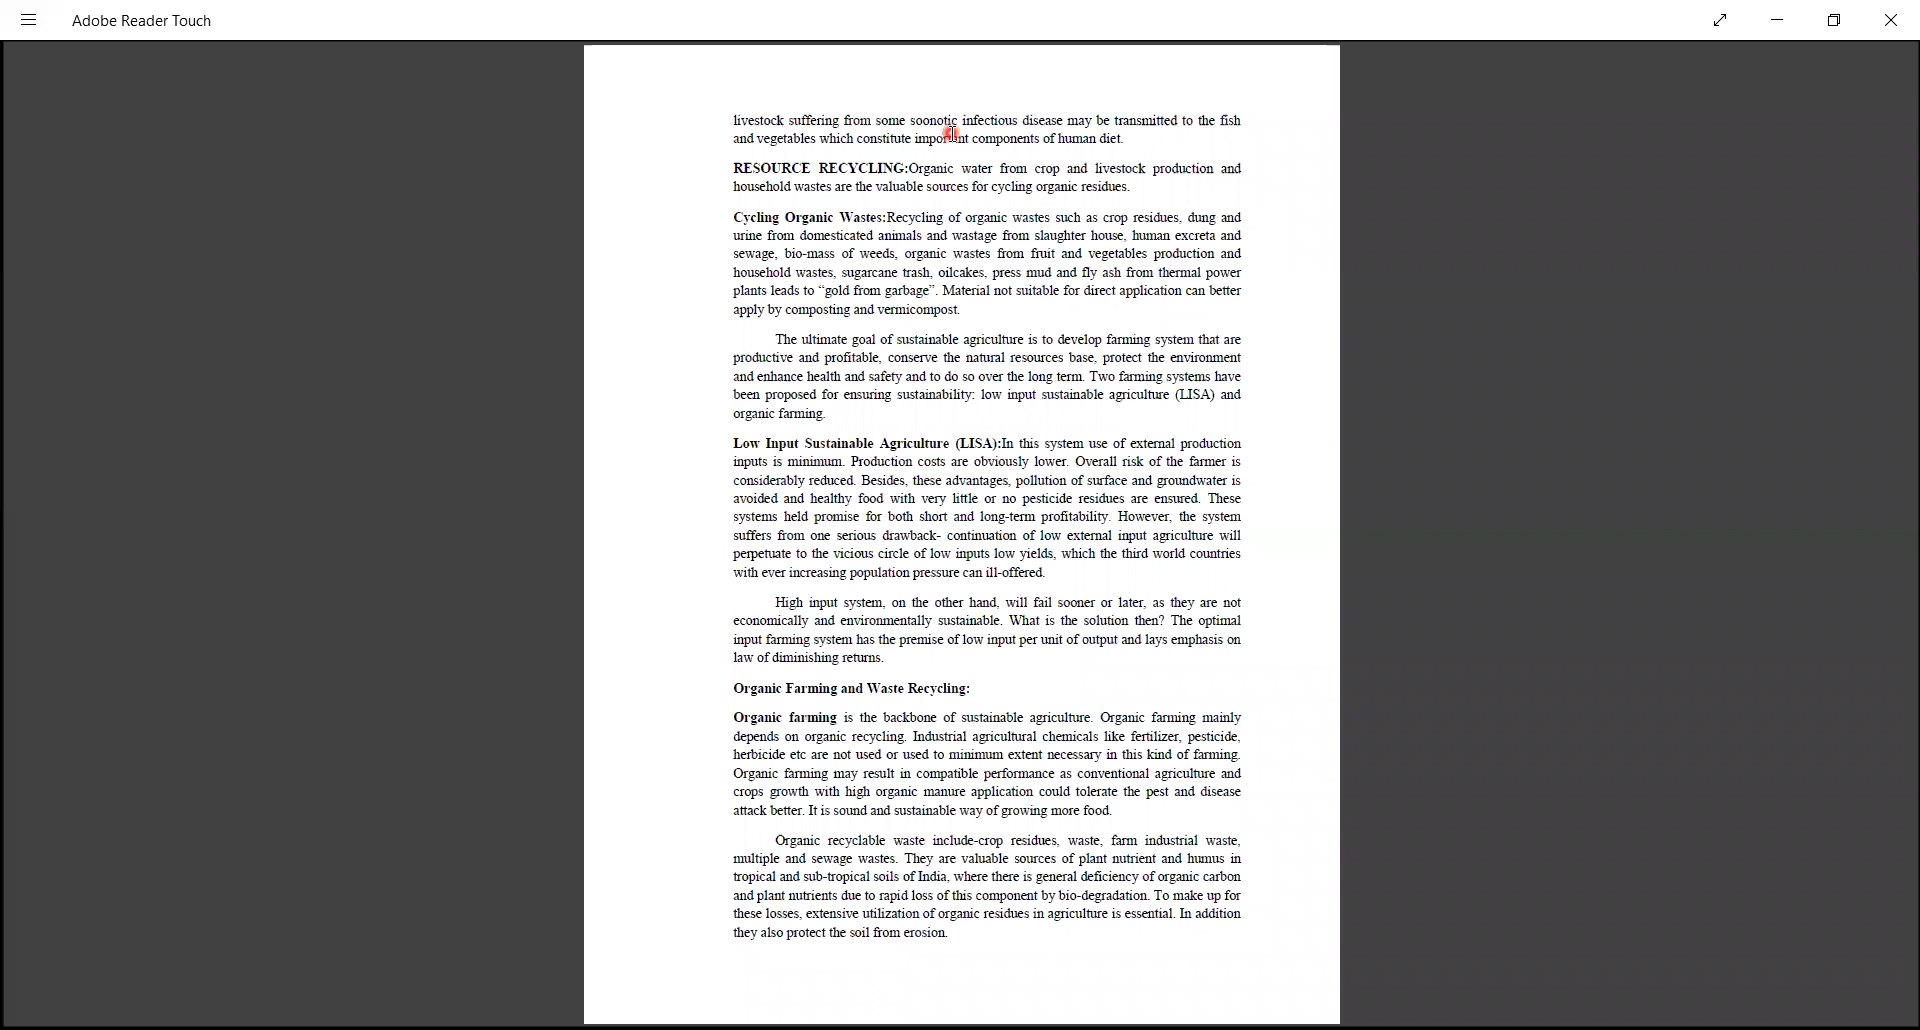 Adobe Reader Touch
livestock suffering from some soonotic infectious disease may be transmitted to the fish
and vegetables which constitute important components of human diet.
RESOURCE RECYCLING:Organic water from crop and livestock production and
household wastes are the valuable sources for cycling organic residues.
Cycling Organic Wastes:Recycling of organic wastes such as crop residues, dung and
urine from domesticated animals and wastage from slaughter house, human excreta and
sewage, bio-mass of weeds, organic wastes from fruit and vegetables production and
household wastes, sugarcane trash, oilcakes, press mud and fly ash from thermal power
plants leads to “gold from garbage”. Material not suitable for direct application can better
apply by composting and vermicompost.
The ultimate goal of sustainable agriculture is to develop farming system that are
productive and profitable, conserve the natural resources base, protect the environment
and enhance health and safety and to do so over the long term. Two farming systems have
been proposed for ensuring sustainability: low input sustainable agriculture (LISA) and
organic farming.
Low Input Sustainable Agriculture (LISA):In this system use of external production
inputs is minimum. Production costs are obviously lower. Overall risk of the farmer is
considerably reduced. Besides, these advantages, pollution of surface and groundwater is
avoided and healthy food with very little or no pesticide residues are ensured. These
systems held promise for both short and long-term profitability. However, the system
suffers from one serious drawback- continuation of low external input agriculture will
perpetuate to the vicious circle of low inputs low yields, which the third world countries
with ever increasing population pressure can ill-offered.
High input system, on the other hand, will fail sooner or later, as they are not
economically and environmentally sustainable. What is the solution then? The optimal
input farming system has the premise of low input per unit of output and lays emphasis on
law of diminishing returns.
Organic Farming and Waste Recycling:
Organic farming is the backbone of sustainable agriculture. Organic farming mainly
depends on organic recycling. Industrial agricultural chemicals like fertilizer, pesticide,
herbicide etc are not used or used to minimum extent necessary in this kind of farming.
Organic farming may result in compatible performance as conventional agriculture and
crops growth with high organic manure application could tolerate the pest and disease
attack better. It is sound and sustainable way of growing more food.
Organic recyclable waste include-crop residues, waste, farm industrial waste,
multiple and sewage wastes. They are valuable sources of plant nutrient and humus in
tropical and sub-tropical soils of India, where there is general deficiency of organic carbon
and plant nutrients due to rapid loss of this component by bio-degradation. To make up for
these losses, extensive utilization of organic residues in agriculture is essential. In addition
they also protect the soil from erosion.